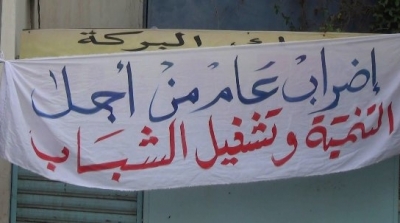 البركة
إضراب عام من أجل
التنمية وتشغيل الشباب